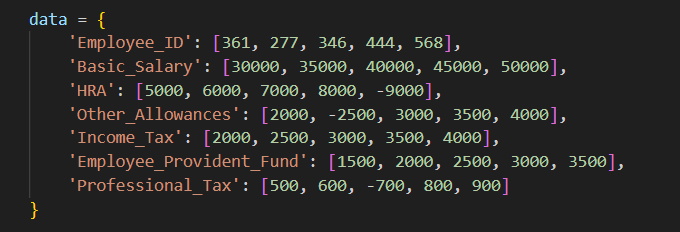 data = {
    'Employee_ID': [361, 277, 346, 444, 568],
    'Basic_Salary': [30000, 35000, 40000, 45000, 50000],
    'HRA': [5000, 6000, 7000, 8000, -9000],
    'Other_Allowances': [2000, -2500, 3000, 3500, 4000],
    'Income_Tax': [2000, 2500, 3000, 3500, 4000],
    'Employee_Provident_Fund': [1500, 2000, 2500, 3000, 3500],
    'Professional_Tax': [500, 600, -700, 800, 900]
}